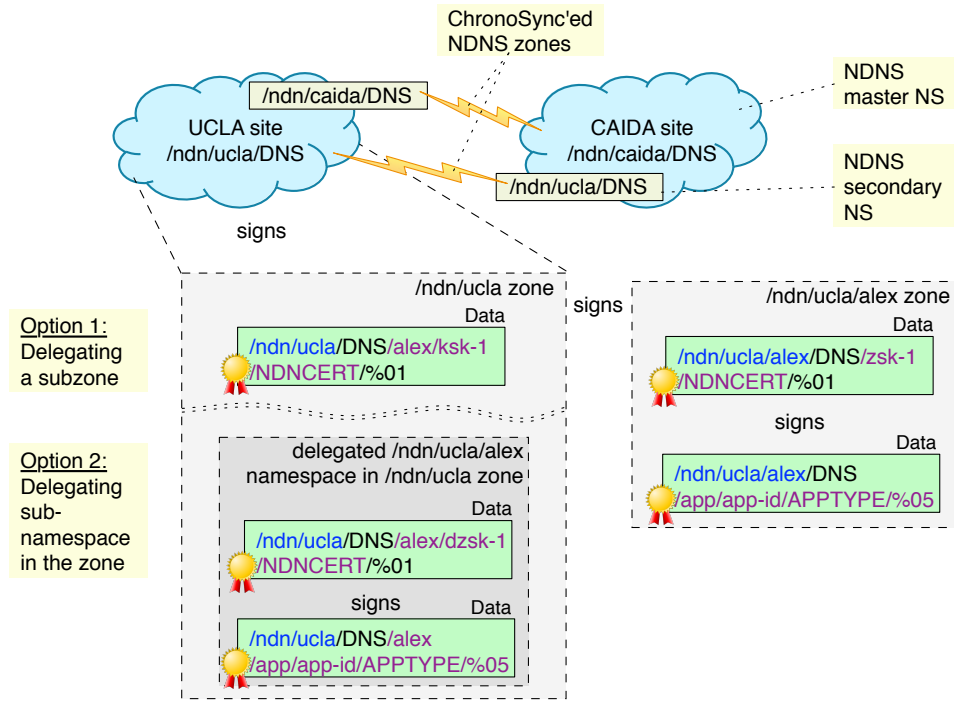 ChronoSync'ed
NDNS zones
/ndn/caida/DNS
UCLA site
/ndn/ucla/DNS
CAIDA site
/ndn/caida/DNS
/ndn/ucla/DNS
NDNS
master NS
NDNS
secondary
NS
signs
/ndn/ucla zone
signs
/ndn/ucla/alex zone
Option 1:
Delegating
a subzone
Data
/ndn/ucla/DNS/alex/ksk-1
/NDNCERT/%01
Data
/ndn/ucla/alex/DNS/zsk-1
/NDNCERT/%01
signs
Data
/ndn/ucla/alex/DNS
/app/app-id/APPTYPE/%05
Option 2:
Delegating
sub-
namespace
in the zone
delegated /ndn/ucla/alex
namespace in /ndn/ucla zone
Data
/ndn/ucla/DNS/alex/dzsk-1
/NDNCERT/%01
signs
Data
/ndn/ucla/DNS/alex
/app/app-id/APPTYPE/%05